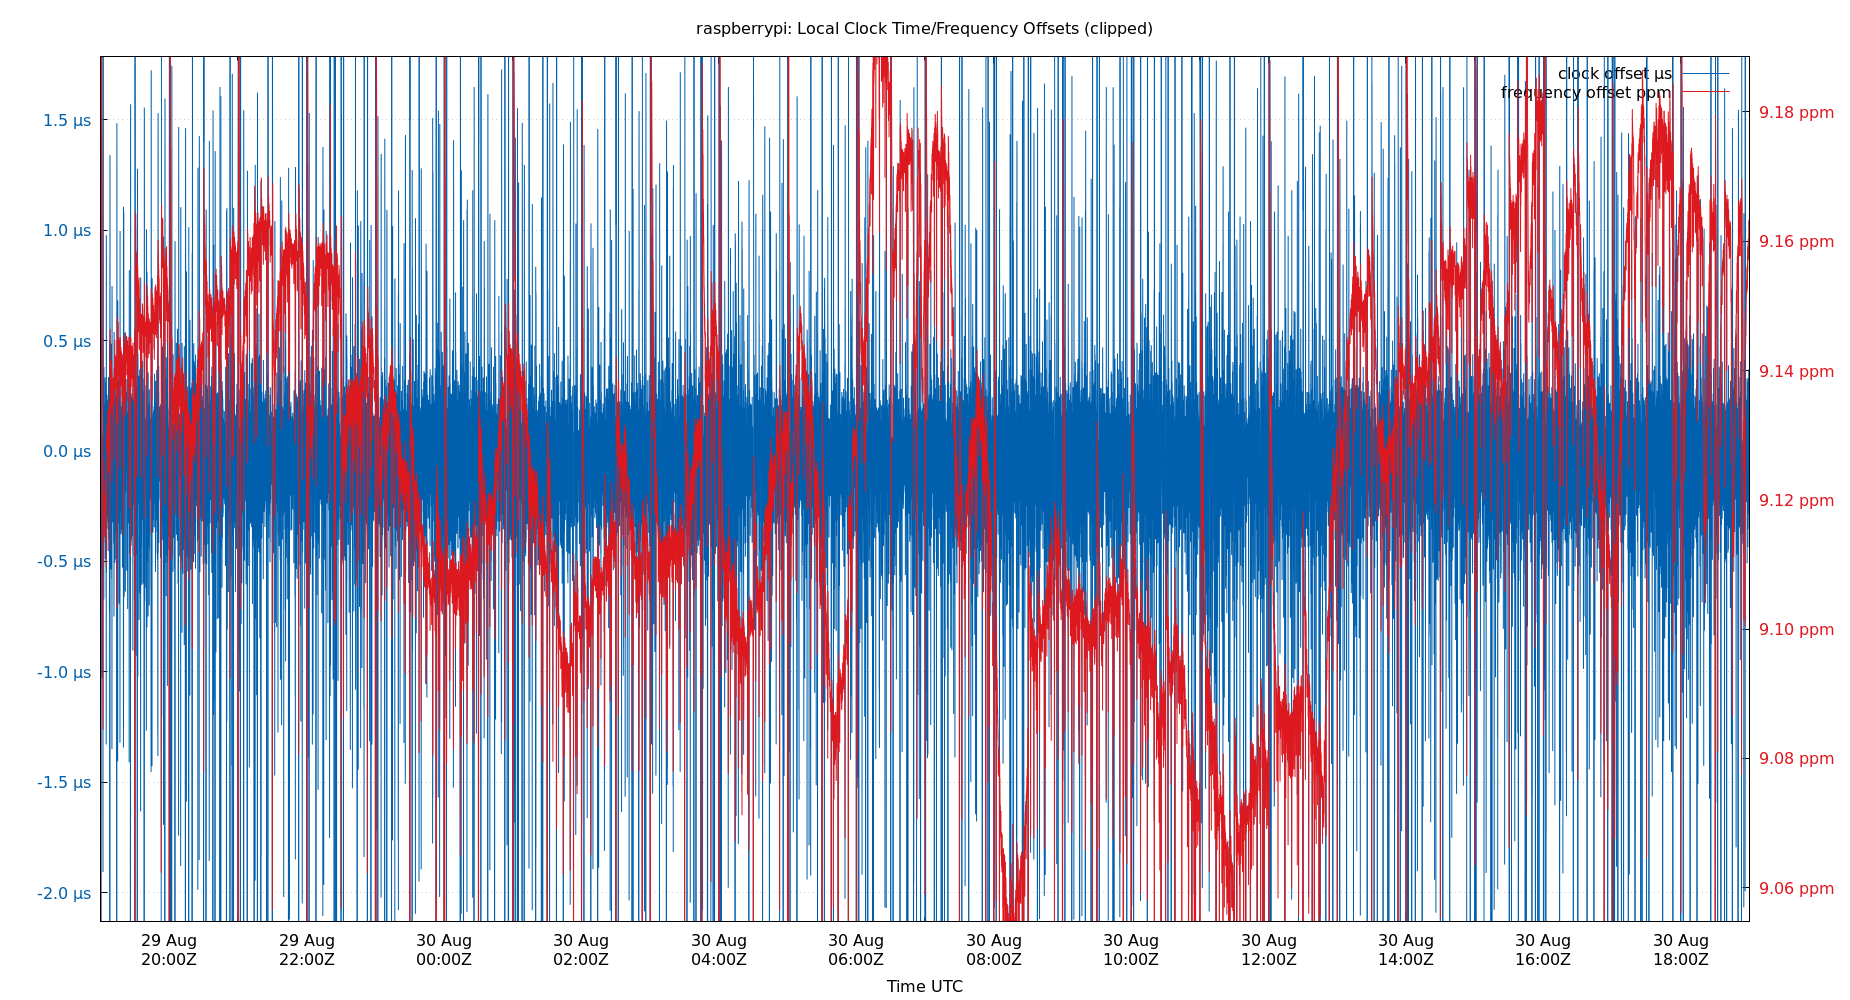 raspberrypi: Local Clock Time/Frequency Offsets (clipped)
clock offset µs
frequency offset ppm
1.5 µs
1.0 µs
0.5 µs
0.0 µs
-0.5 µs
-1.0 µs
-1.5 µs
-2.0 µs
9.18 ppm
9.16 ppm
9.14 ppm
9.12 ppm
9.10 ppm
9.08 ppm
9.06 ppm
29 Aug 29 Aug 30 Aug 30 Aug 30 Aug 30 Aug 30 Aug 30 Aug 30 Aug 30 Aug 30 Aug 30 Aug
20:00Z 22:00Z 00:00Z 02:00Z 04:00Z 06:00Z 08:00Z 10:00Z 12:00Z 14:00Z 16:00Z 18:00Z
Time UTC